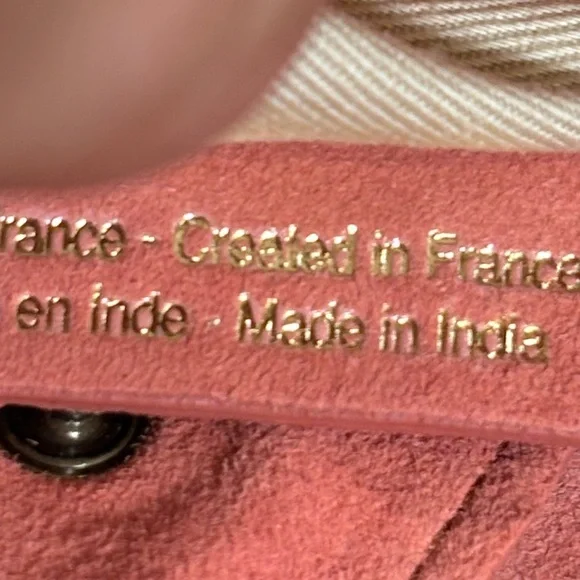 rance - Created in France
en Inde - Made in India